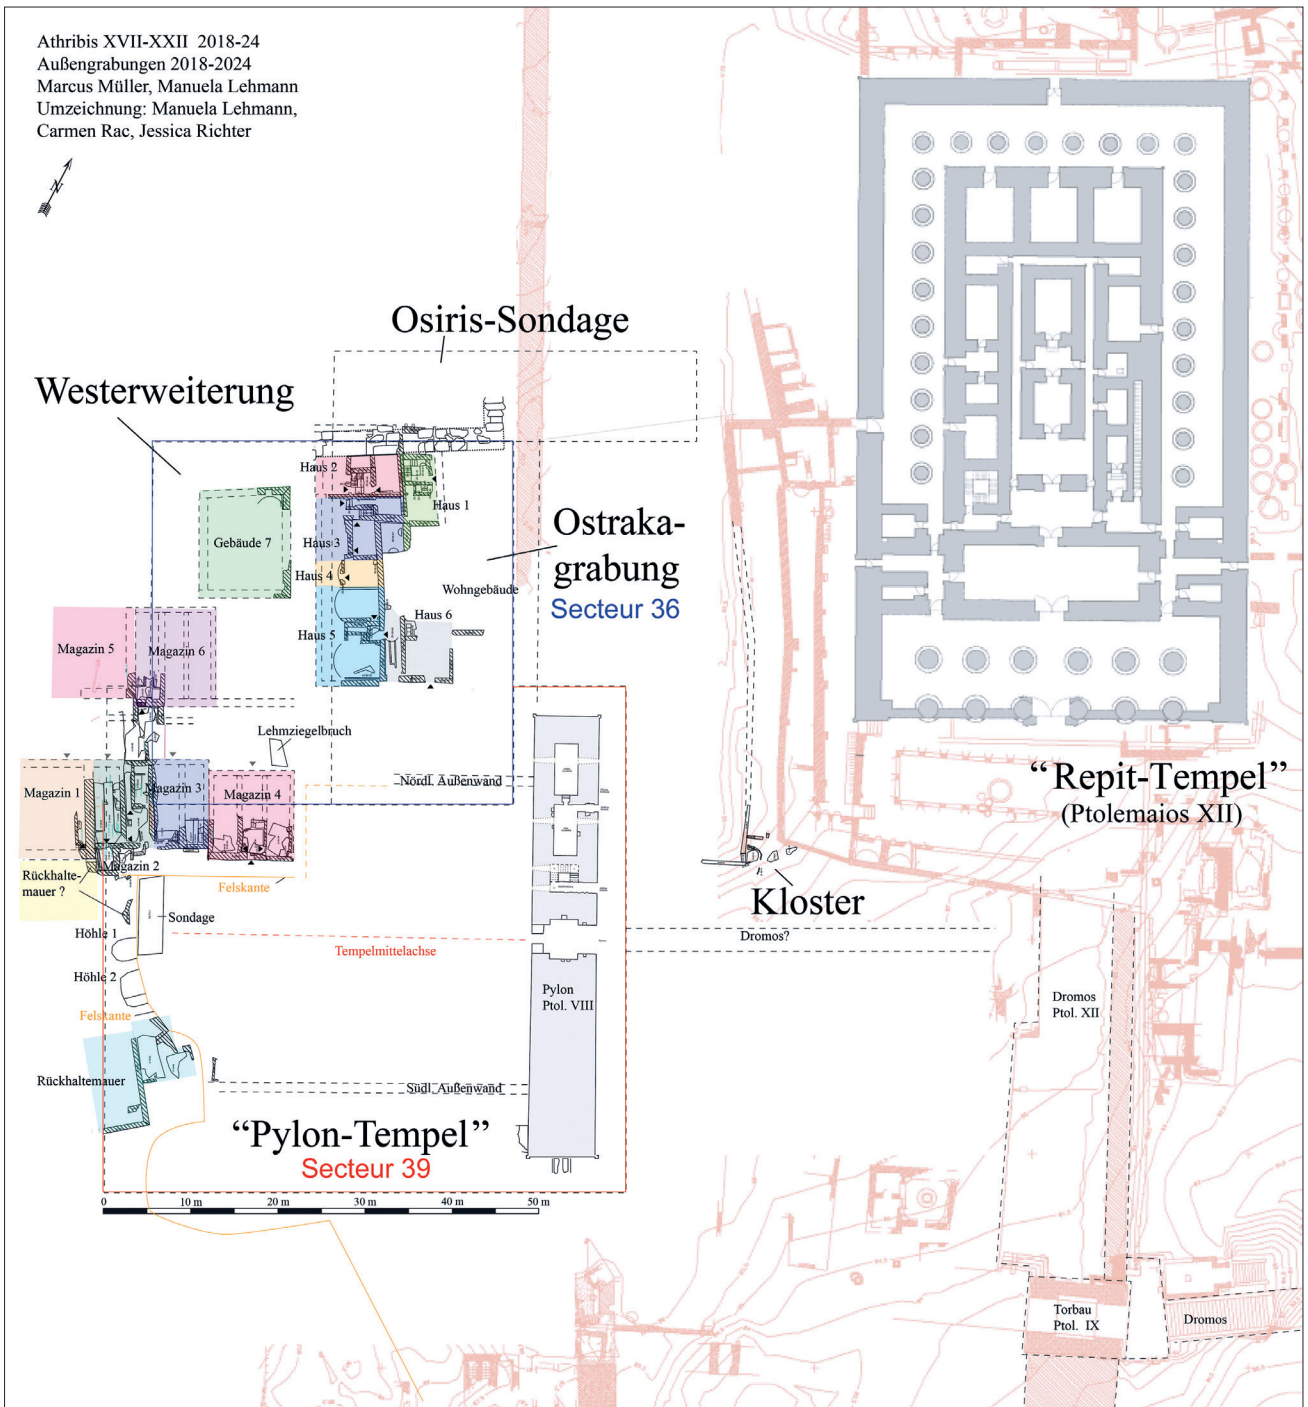 Athribis XVII-XXII 2018-24
Außengrabungen 2018-2024
Marcus Müller, Manuela Lehmann
Umzeichnung: Manuela Lehmann,
Carmen Rac, Jessica Richter
N
Osiris-Sondage
Westerweiterung
Haus 2
Haus 1
Gebäude 7
Haus 3
Ostraka-
grabung
Secteur 36
Haus 4
Wohngebäude
Haus 5
Haus 6
Magazin 5
Magazin 6
Lehmziegelbruch
Nördl. Außenwand
Magazin 1
Magazin 3
Magazin 4
Magazin 2
Rückhalte-
mauer ?
Felskante
Sondage
Höhle 1
Tempelmittelachse
Höhle 2
Felskante
Rückhaltemauer
Südl. Außenwand
Pylon
Ptol. VIII
“Pylon-Tempel”
Secteur 39
0 10 m 20 m 30 m 40 m 50 m
“Repit-Tempel”
(Ptolemaios XII)
Kloster
Dromos?
Dromos
Ptol. XII
Torbau
Ptol. IX
Dromos